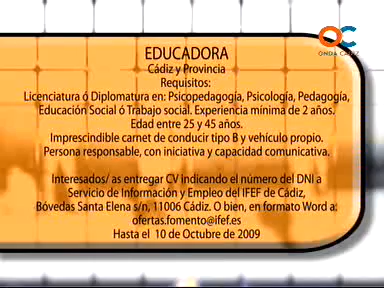 ONDA CÁDIZ
EDUCADORA
Cádiz y Provincia
Requisitos:
Licenciatura ó Diplomatura en: Psicopedagogía, Psicología, Pedagogía,
Educación Social ó Trabajo social. Experiencia mínima de 2 años.
Edad entre 25 y 45 años.
Imprescindible carnet de conducir tipo B y vehículo propio.
Persona responsable, con iniciativa y capacidad comunicativa.
Interesados/ as entregar CV indicando el número del DNI a
Servicio de Información y Empleo del IFEF de Cádiz,
Bóvedas Santa Elena s/n, 11006 Cádiz. O bien, en formato Word a:
ofertas.fomento@ifef.es
Hasta el 10 de Octubre de 2009